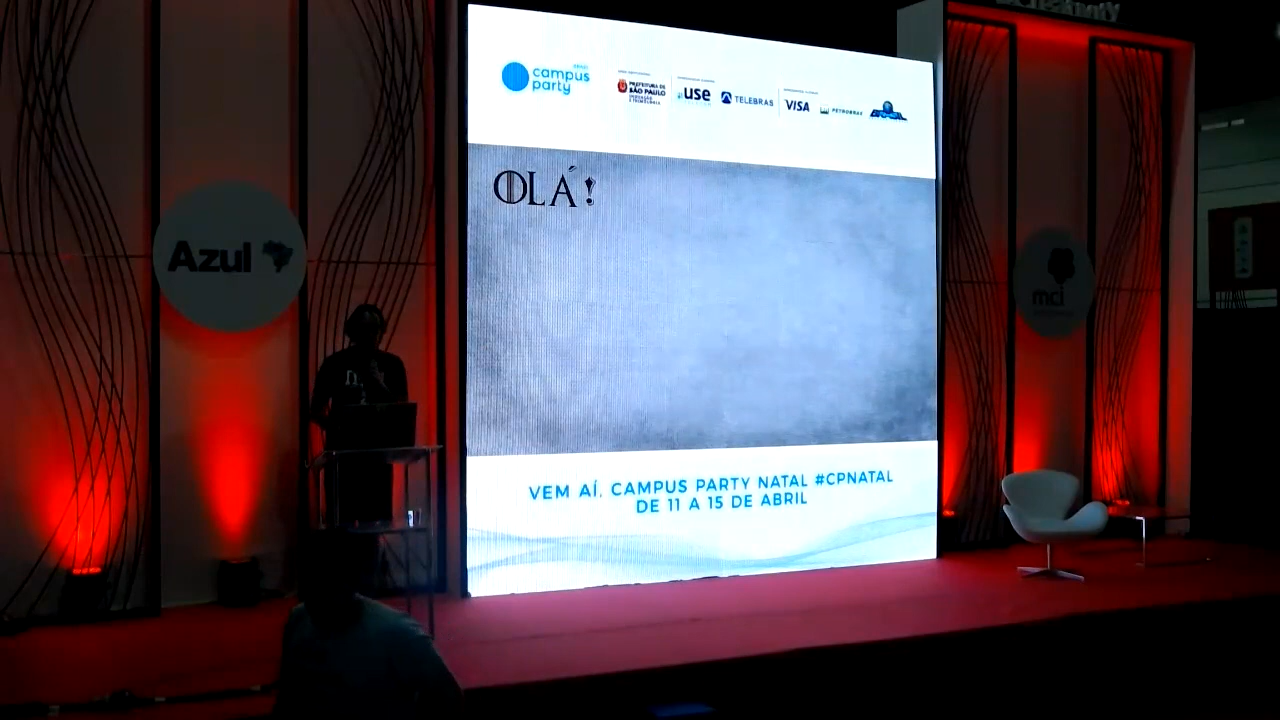 campus
party
PREFEITURA DE
SÃO PAULO
use
TELEBRAS
VISA
PETROBRAS
OLÁ!
Azul
mci
VEM AÍ, CAMPUS PARTY NATAL #CPNATAL
DE 11 A 15 DE ABRIL